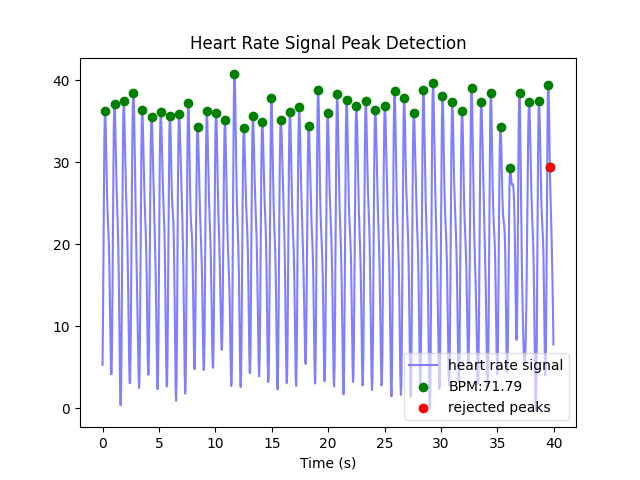 Heart Rate Signal Peak Detection
40
30
20
10
0
heart rate signal
BPM:71.79
rejected peaks
0 5 10 15 20 25 30 35 40
Time (s)